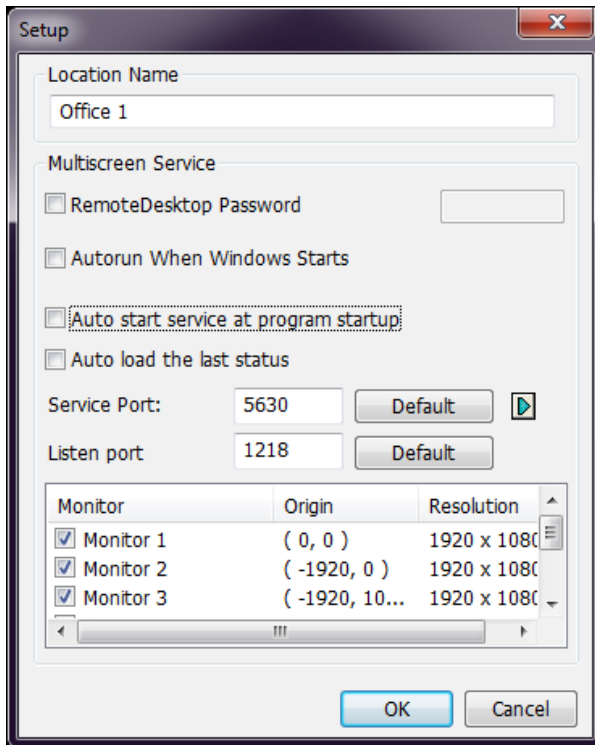 Setup
Location Name
Office 1
Multiscreen Service
RemoteDesktop Password
Autorun When Windows Starts
Auto start service at program startup
Auto load the last status
Service Port: 5630 Default
Listen port 1218 Default
Monitor Origin Resolution
Monitor 1 ( 0, 0 ) 1920 x 1080
Monitor 2 ( -1920, 0 ) 1920 x 1080
Monitor 3 ( -1920, 10... 1920 x 1080
OK Cancel